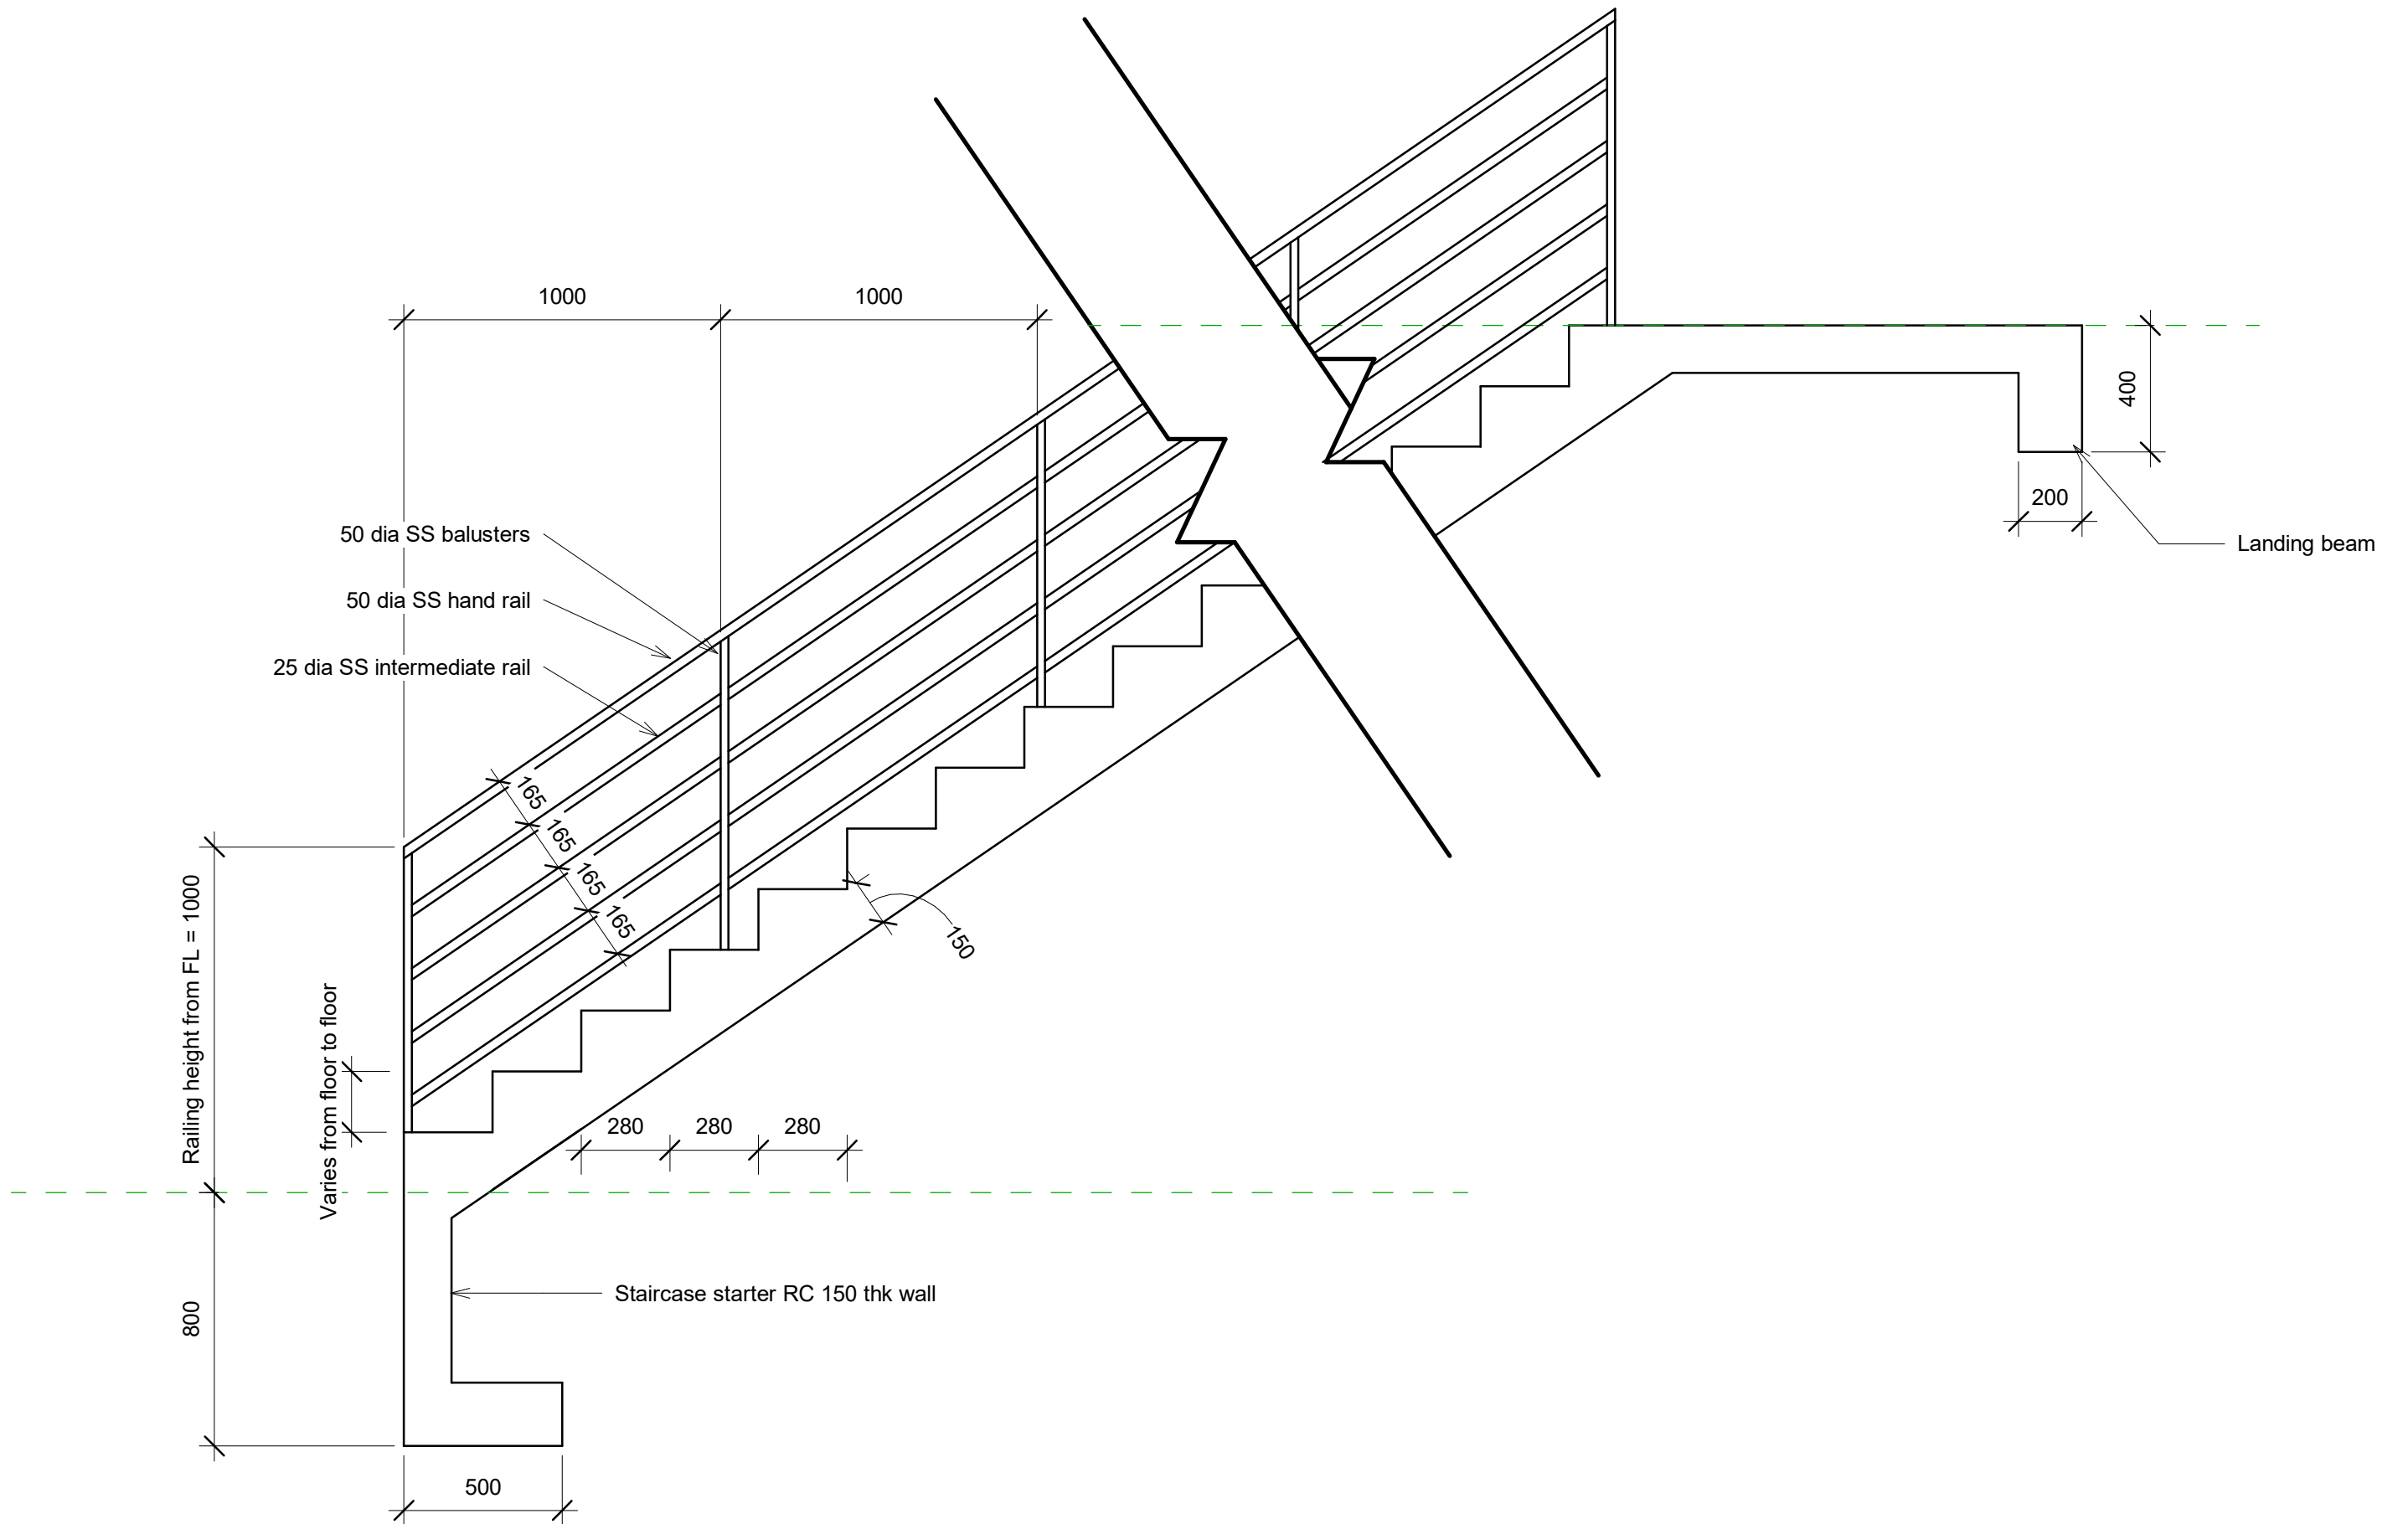 1000
1000
400
200
Landing beam
50 dia SS balusters
50 dia SS hand rail
25 dia SS intermediate rail
165
165
165
165
150
Railing height from FL = 1000
Varies from floor to floor
280
280
280
800
Staircase starter RC 150 thk wall
500